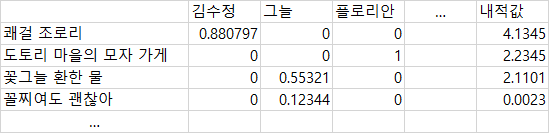 김수정 그늘 플로리안 ... 내적값
쾌걸 조로리 0.880797 0 0 4.1345
도토리 마을의 모자 가게 0 0 1 2.2345
꽃그늘 환한 물 0 0.55321 0 2.1101
꼴찌여도 괜찮아 0 0.12344 0 0.0023
...